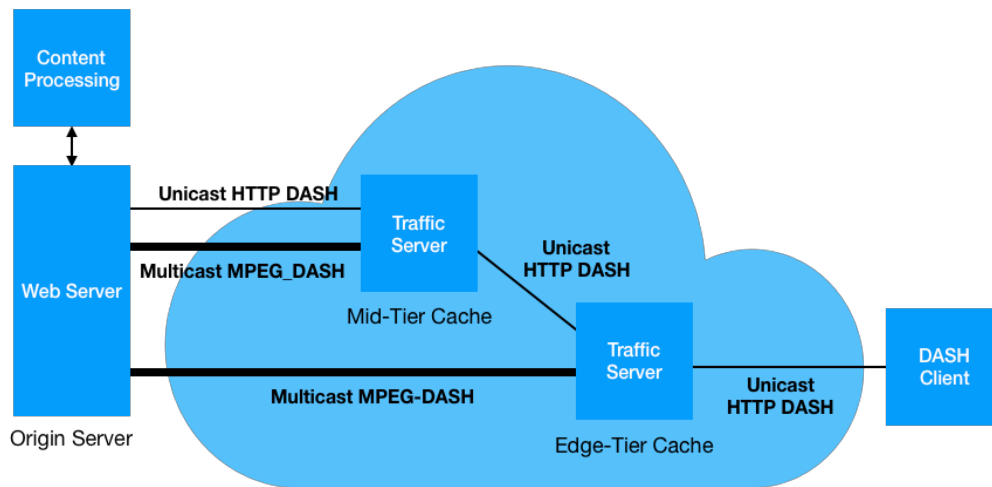 Content
Processing
Unicast HTTP DASH
Traffic
Server
Multicast MPEG_DASH
Web Server
Mid-Tier Cache
Unicast
HTTP DASH
Traffic
Server
DASH
Client
Multicast MPEG-DASH
Unicast
HTTP DASH
Origin Server
Edge-Tier Cache